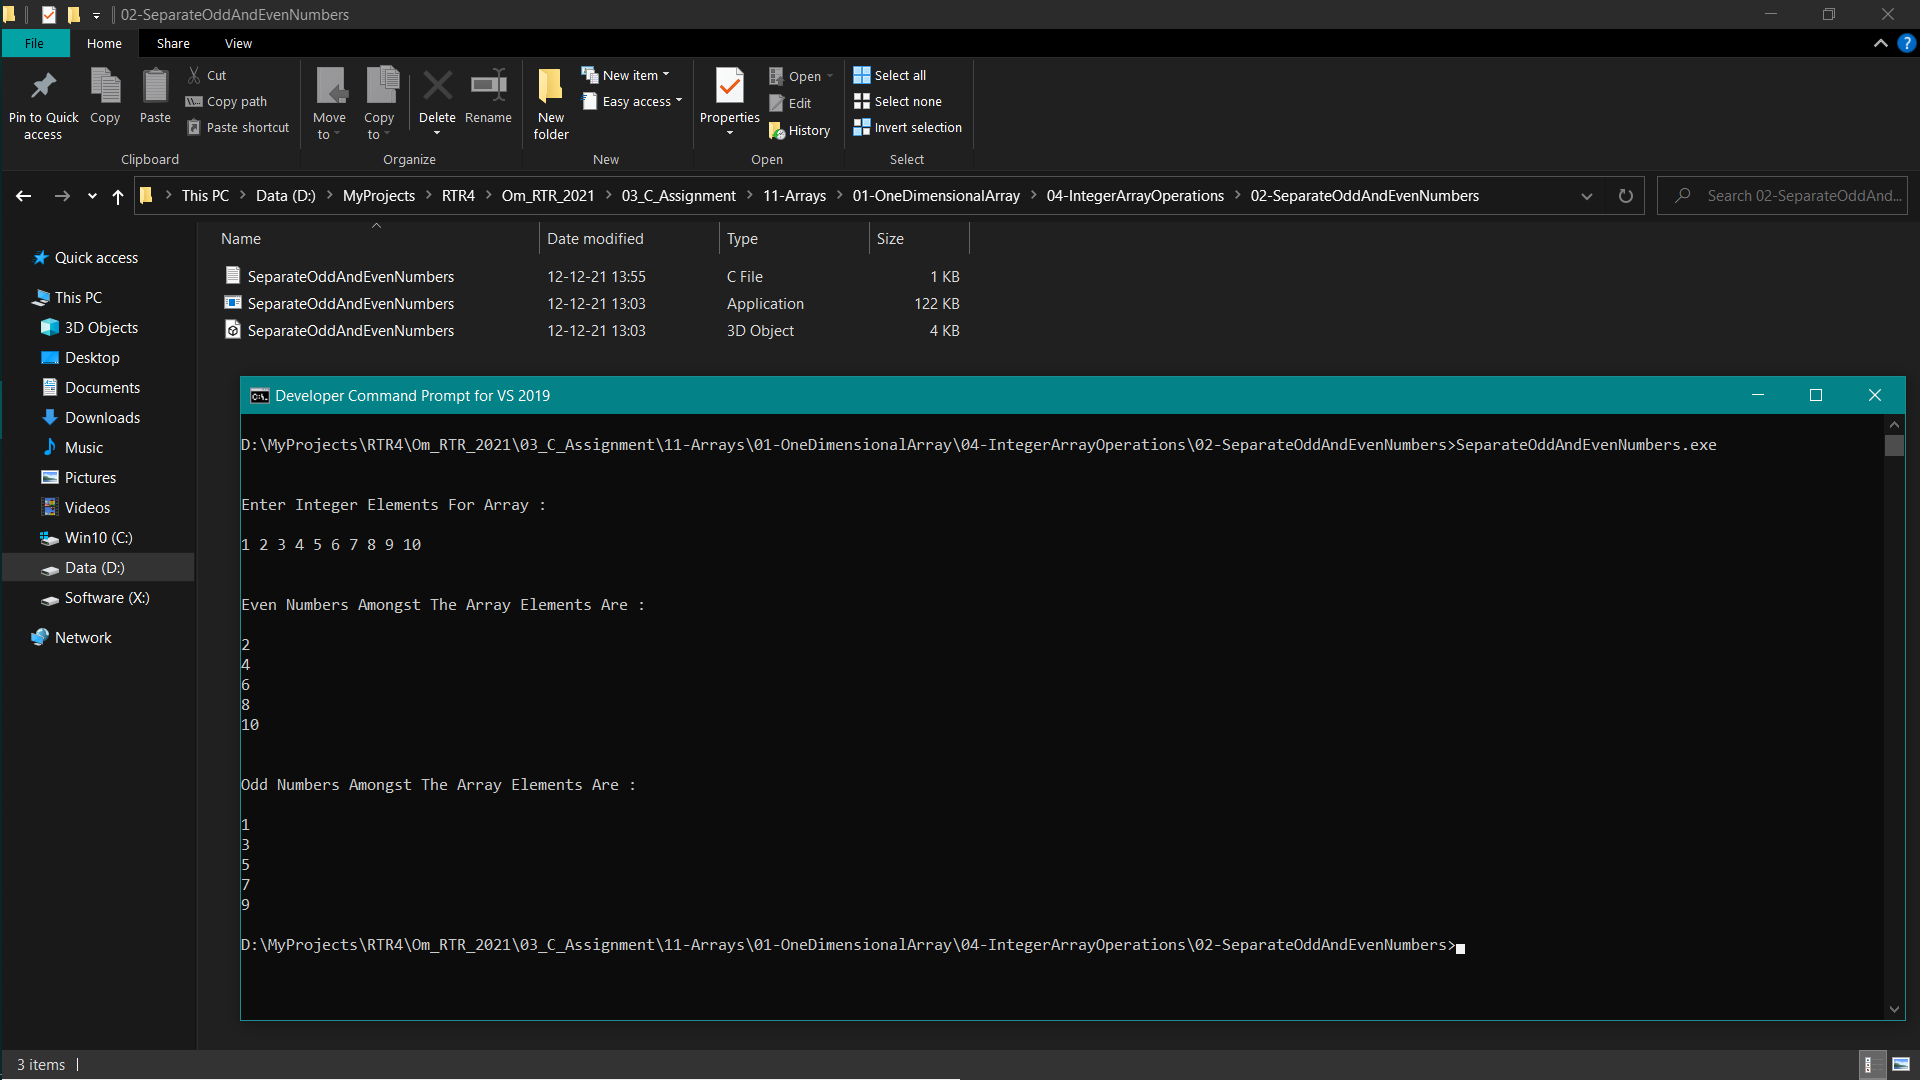 02-SeparateOddAndEvenNumbers
File Home Share View
Pin to Quick access
Copy
Paste
Cut
Copy path
Paste shortcut
Clipboard
Move to
Copy to
Delete
Rename
Organize
New folder
New item
Easy access
New
Properties
Open
Edit
History
Open
Select all
Select none
Invert selection
Select
This PC Data (D:) MyProjects RTR4 Om_RTR_2021 03_C_Assignment 11-Arrays 01-OneDimensionalArray 04-IntegerArrayOperations 02-SeparateOddAndEvenNumbers
Search 02-SeparateOddAnd...
Name Date modified Type Size
SeparateOddAndEvenNumbers 12-12-21 13:55 C File 1 KB
SeparateOddAndEvenNumbers 12-12-21 13:03 Application 122 KB
SeparateOddAndEvenNumbers 12-12-21 13:03 3D Object 4 KB
Quick access
This PC
3D Objects
Desktop
Documents
Downloads
Music
Pictures
Videos
Win10 (C:)
Data (D:)
Software (X:)
Network
C:\. Developer Command Prompt for VS 2019
D:\MyProjects\RTR4\Om_RTR_2021\03_C_Assignment\11-Arrays\01-OneDimensionalArray\04-IntegerArrayOperations\02-SeparateOddAndEvenNumbers>SeparateOddAndEvenNumbers.exe
Enter Integer Elements For Array :
1 2 3 4 5 6 7 8 9 10
Even Numbers Amongst The Array Elements Are :
2
4
6
8
10
Odd Numbers Amongst The Array Elements Are :
1
3
5
7
9
D:\MyProjects\RTR4\Om_RTR_2021\03_C_Assignment\11-Arrays\01-OneDimensionalArray\04-IntegerArrayOperations\02-SeparateOddAndEvenNumbers>
3 items